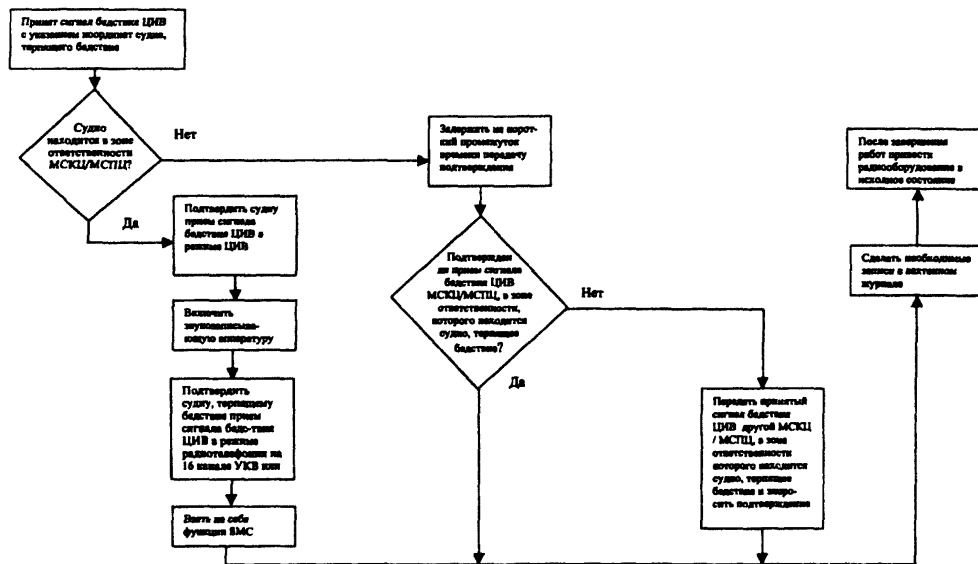 Принят сигнал бедствия ЦИВ
с указанием координат судна,
терпящего бедствие
Судно
находится в зоне
ответственности
МСКЦ/МСПЦ?
Нет
Да
Подтвердить судну
прием сигнала
бедствия ЦИВ в
режиме ЦИВ
Включить
звукозаписыва-
ющую аппаратуру
Подтвердить
судну, терпящему
бедствие прием
сигнала бедс-твия
ЦИВ в режиме
радиотелефонии на
16 канале УКВ или
Взять на себя
функции SMC
Задержать на корот-
кий промежуток
времени передачу
подтверждения
Подтвержден
ли прием сигнала
бедствия ЦИВ
МСКЦ/МСПЦ, в зоне
ответственности,
которого находится
судно, терпящее
бедствие?
Нет
Да
Передать принятый
сигнал бедствия
ЦИВ другой МСКЦ
/ МСПЦ, в зоне
ответственности
которого находится
судно, терпящее
бедствие и запро-
сить подтверждение
После завершения
работ привести
радиооборудование в
исходное состояние
Сделать необходимые
записи в вахтенном
журнале